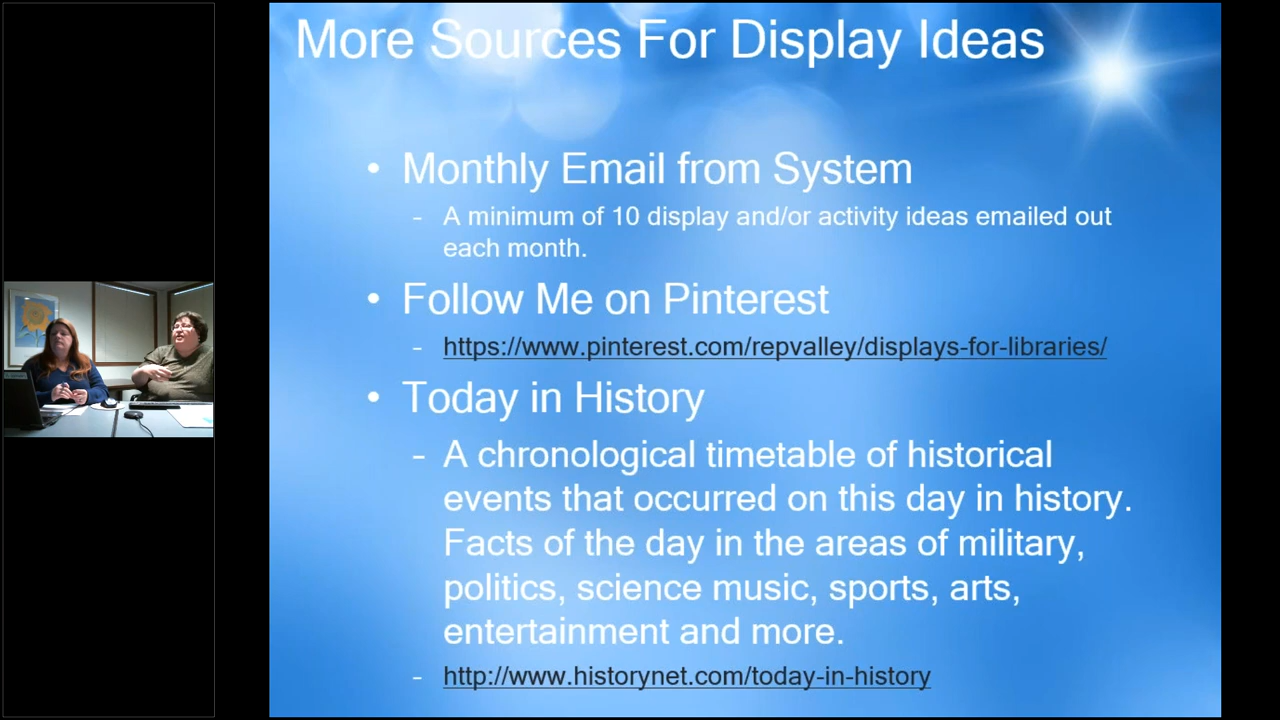 More Sources For Display Ideas
• Monthly Email from System
- A minimum of 10 display and/or activity ideas emailed out
each month.
• Follow Me on Pinterest
- https://www.pinterest.com/repvalley/displays-for-libraries/
• Today in History
- A chronological timetable of historical
events that occurred on this day in history.
Facts of the day in the areas of military,
politics, science music, sports, arts,
entertainment and more.
- http://www.historynet.com/today-in-history